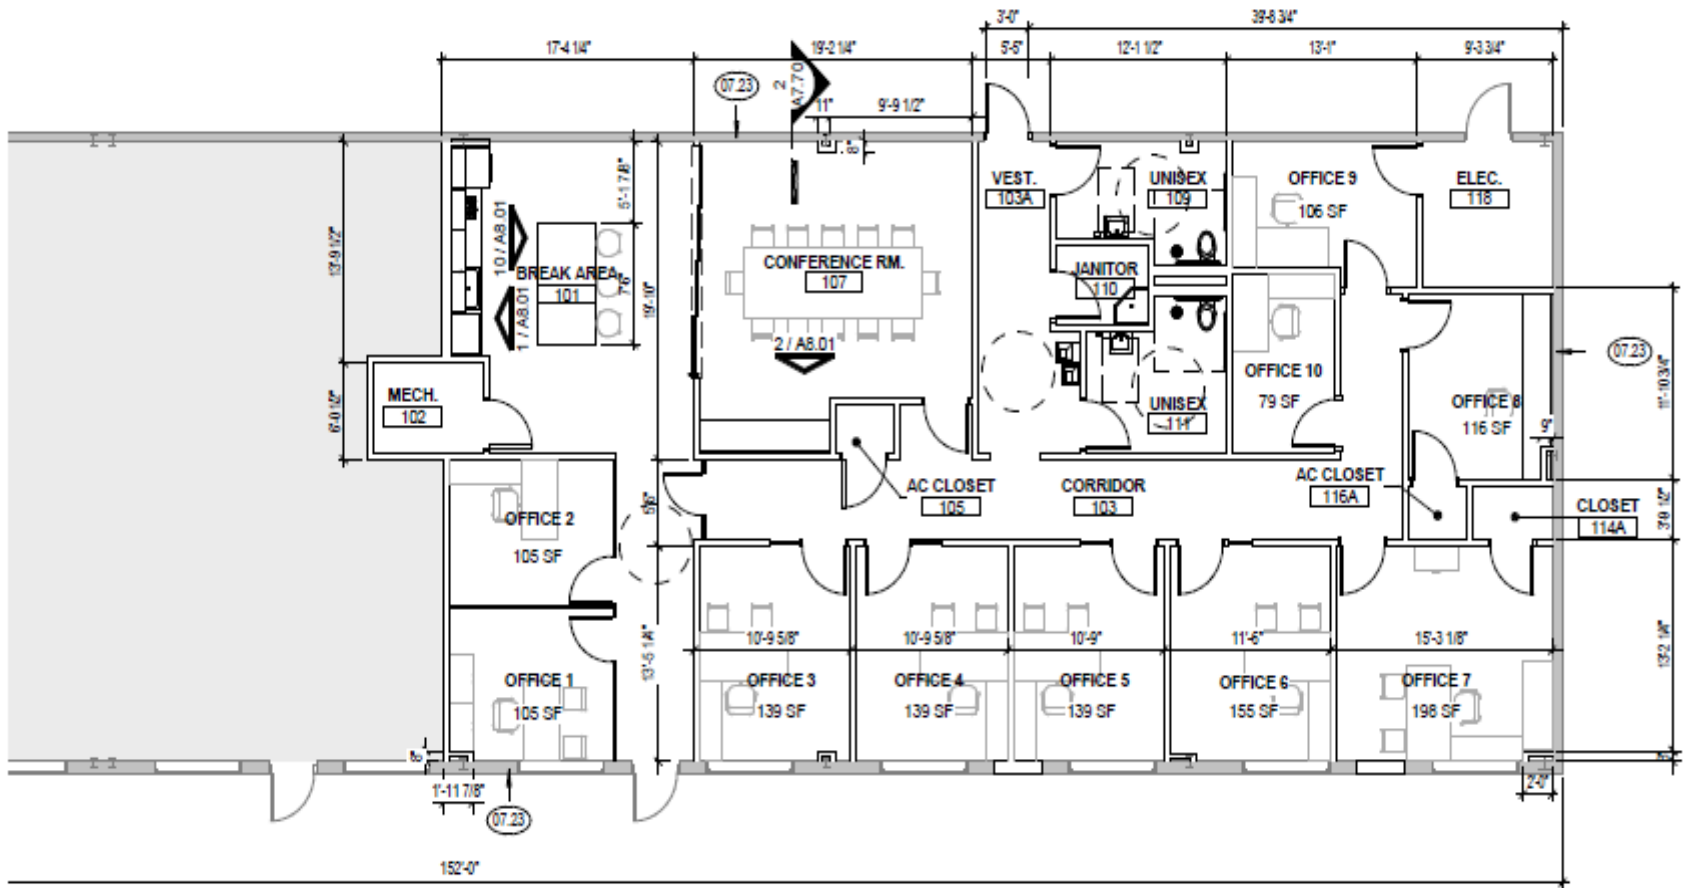 3'-0"
39'-8 3/4"
17'-4 1/4"
19'-2 1/4"
5'-5"
12'-1 1/2"
13'-1"
9'-3 3/4"
07.23
2
A7.70
11"
9'-9 1/2"
8"
13'-9 1/2"
5'-1 7/8"
19'-10"
10 / A8.01
BREAK AREA
101
7'6"
1 / A8.01
CONFERENCE RM.
107
2 / A8.01
VEST.
103A
UNISEX
109
JANITOR
110
UNISEX
111
OFFICE 9
106 SF
ELEC.
118
OFFICE 10
79 SF
OFFICE 8
116 SF
9"
07.23
11'-10 3/4"
MECH.
102
6'-0 1/2"
AC CLOSET
105
CORRIDOR
103
AC CLOSET
116A
CLOSET
114A
3'-9 1/2"
OFFICE 2
105 SF
OFFICE 1
105 SF
13'-5 1/4"
10'-9 5/8"
OFFICE 3
139 SF
10'-9 5/8"
OFFICE 4
139 SF
10'-9"
OFFICE 5
139 SF
11'-6"
OFFICE 6
155 SF
15'-3 1/8"
OFFICE 7
198 SF
13'-2 1/4"
1'-11 7/8"
07.23
2'-0"
152'-0"